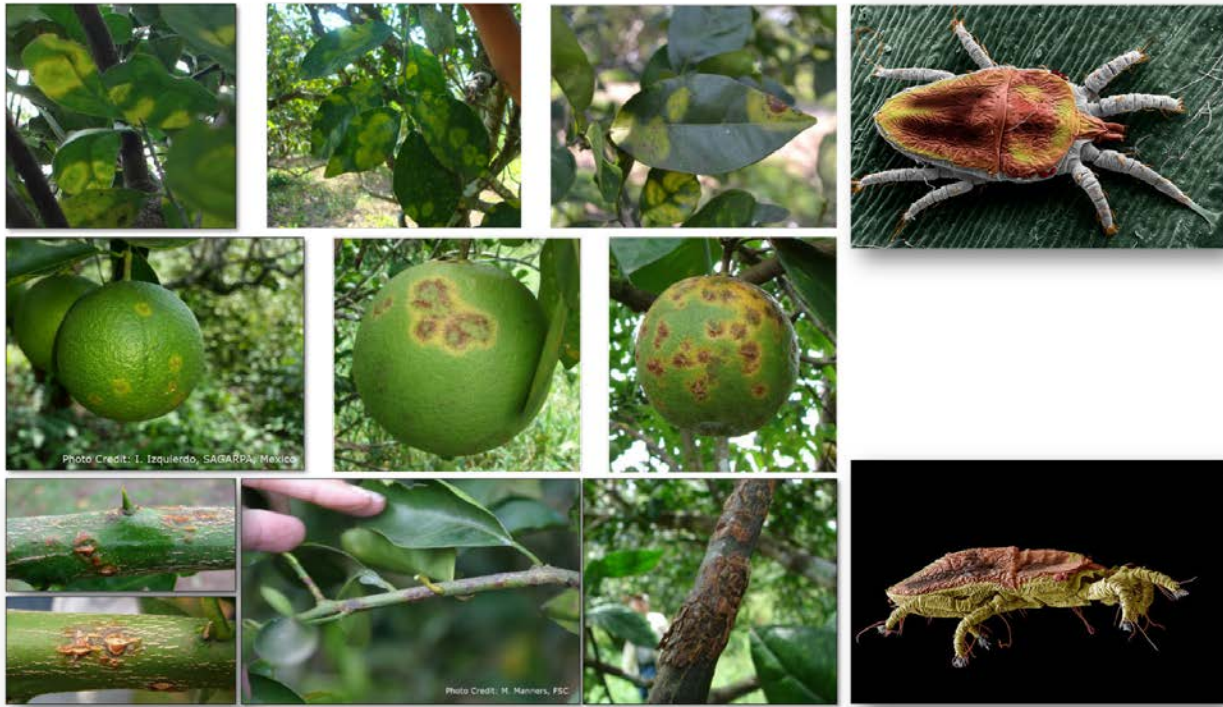 Photo Credit: I. Izquierdo, SAGARPA, Mexico
Photo Credit: M. Manners, FSC